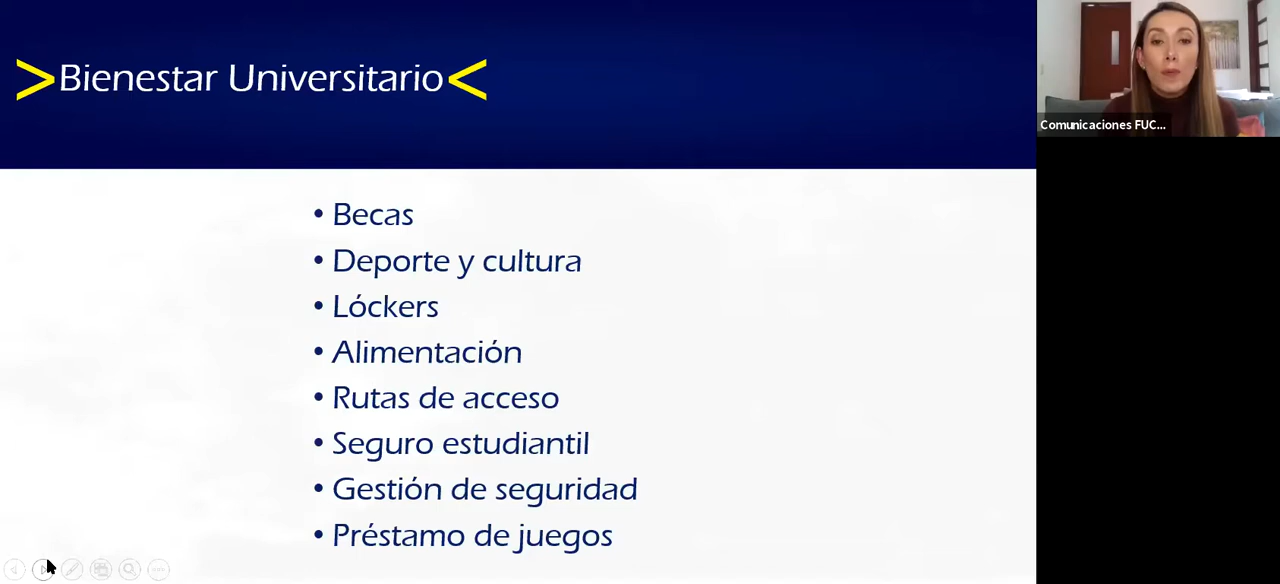 >Bienestar Universitario<
• Becas
• Deporte y cultura
• Lóckers
• Alimentación
• Rutas de acceso
• Seguro estudiantil
• Gestión de seguridad
• Préstamo de juegos
Comunicaciones FUC...